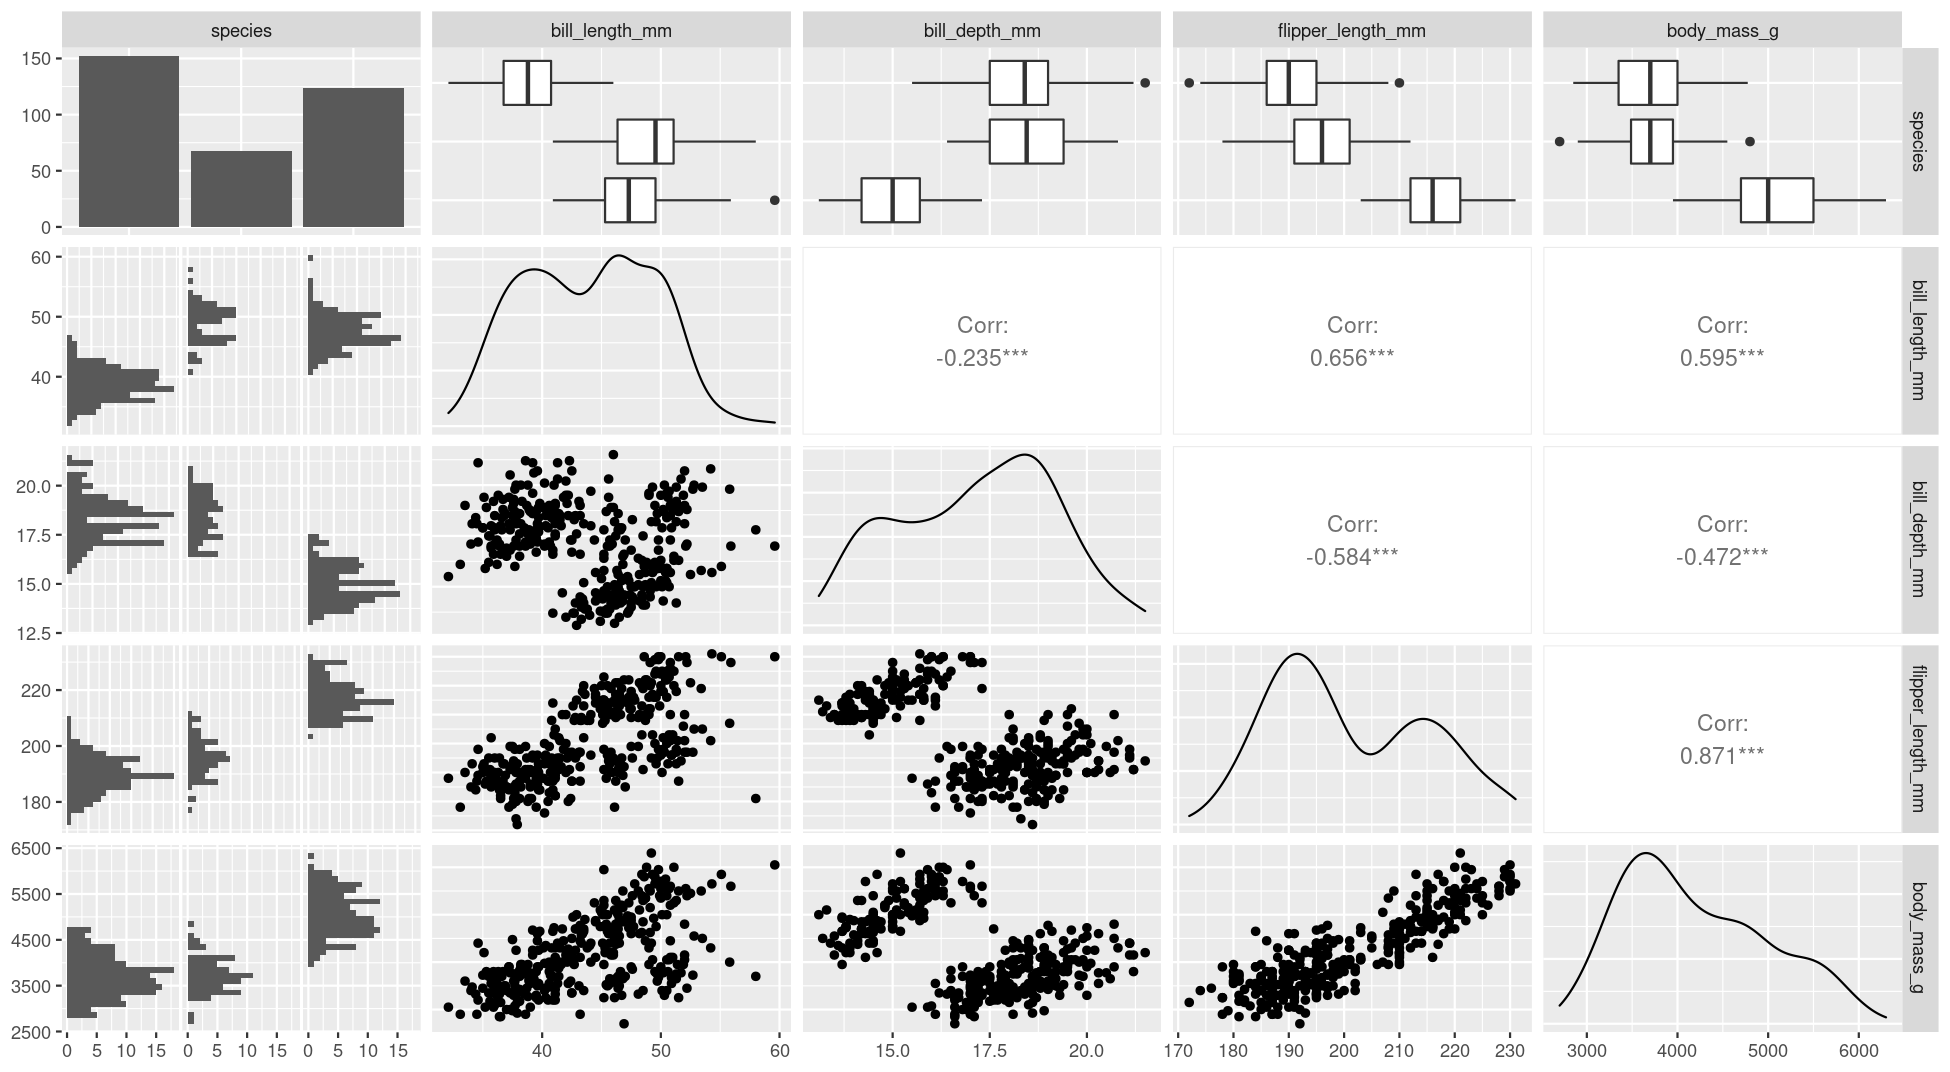 species
bill_length_mm
bill_depth_mm
flipper_length_mm
body_mass_g
150
100
50
0
species
60
50
40
Corr:
-0.235***
Corr:
0.656***
Corr:
0.595***
bill_length_mm
20.0
17.5
15.0
12.5
Corr:
-0.584***
Corr:
-0.472***
bill_depth_mm
220
200
180
Corr:
0.871***
flipper_length_mm
6500
5500
4500
3500
2500
body_mass_g
0 5 10 15 0 5 10 15 0 5 10 15
40 50 60
15.0 17.5 20.0
170 180 190 200 210 220 230
3000 4000 5000 6000